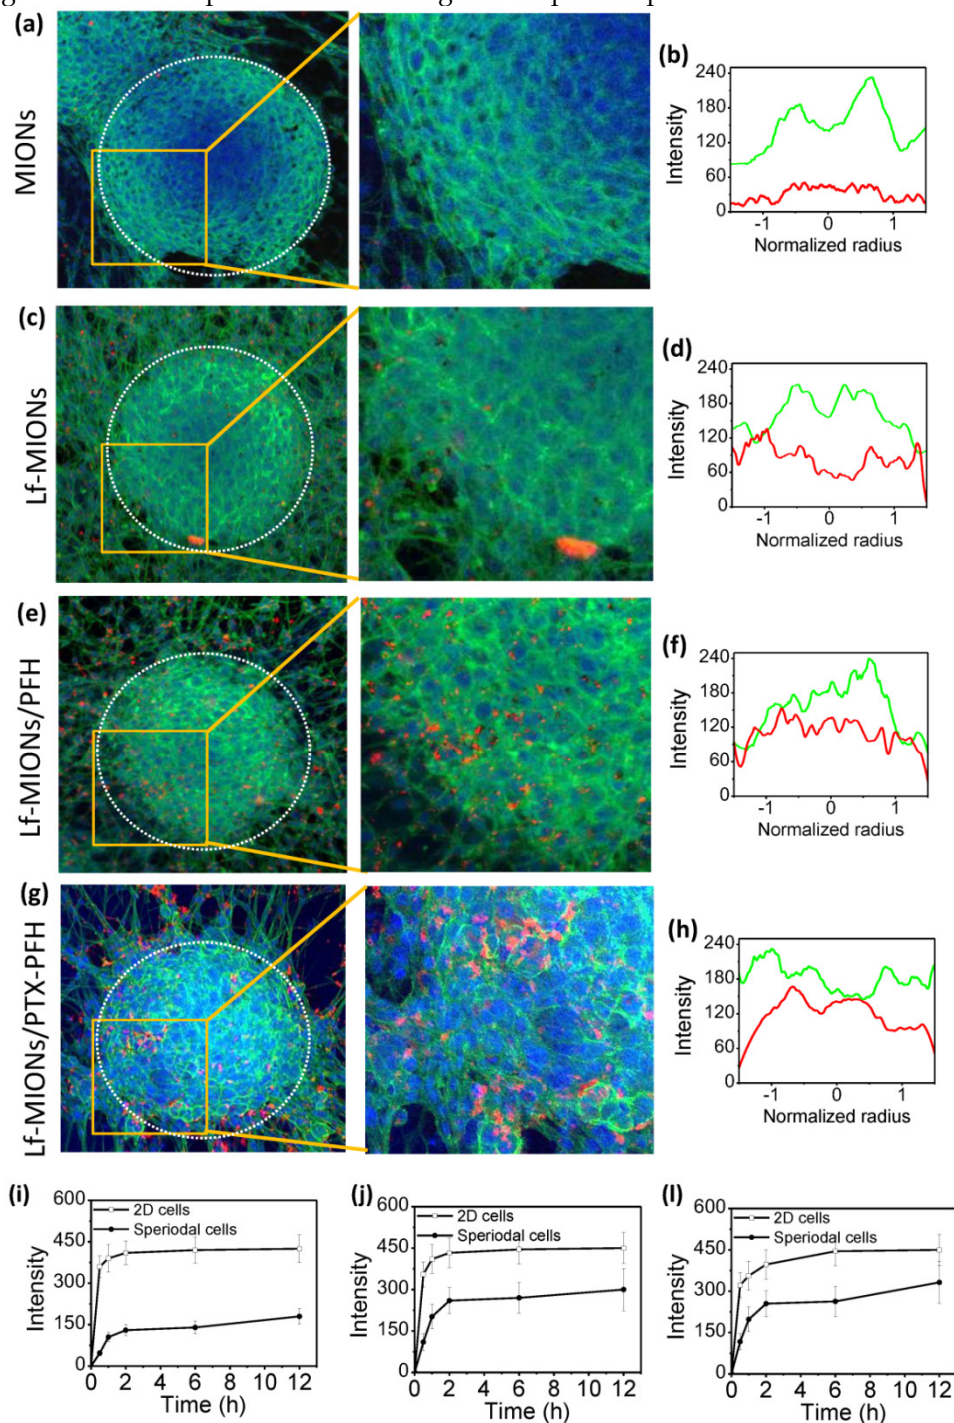 (a)
MIONs
(b)
240
180
120
60
0
Intensity
-1 0 1
Normalized radius
(c)
Lf-MIONs
(d)
240
180
120
60
0
Intensity
-1 0 1
Normalized radius
(e)
Lf-MIONs/PFH
(f)
240
180
120
60
0
Intensity
-1 0 1
Normalized radius
(g)
Lf-MIONs/PTX-PFH
(h)
240
180
120
60
0
Intensity
-1 0 1
Normalized radius
(i)
600
450
300
150
0
Intensity
2D cells
Speriodal cells
0 2 4 6 8 10 12
Time (h)
(j)
600
450
300
150
0
Intensity
2D cells
Speriodal cells
0 2 4 6 8 10 12
Time (h)
(l)
600
450
300
150
0
Intensity
2D cells
Speriodal cells
0 2 4 6 8 10 12
Time (h)